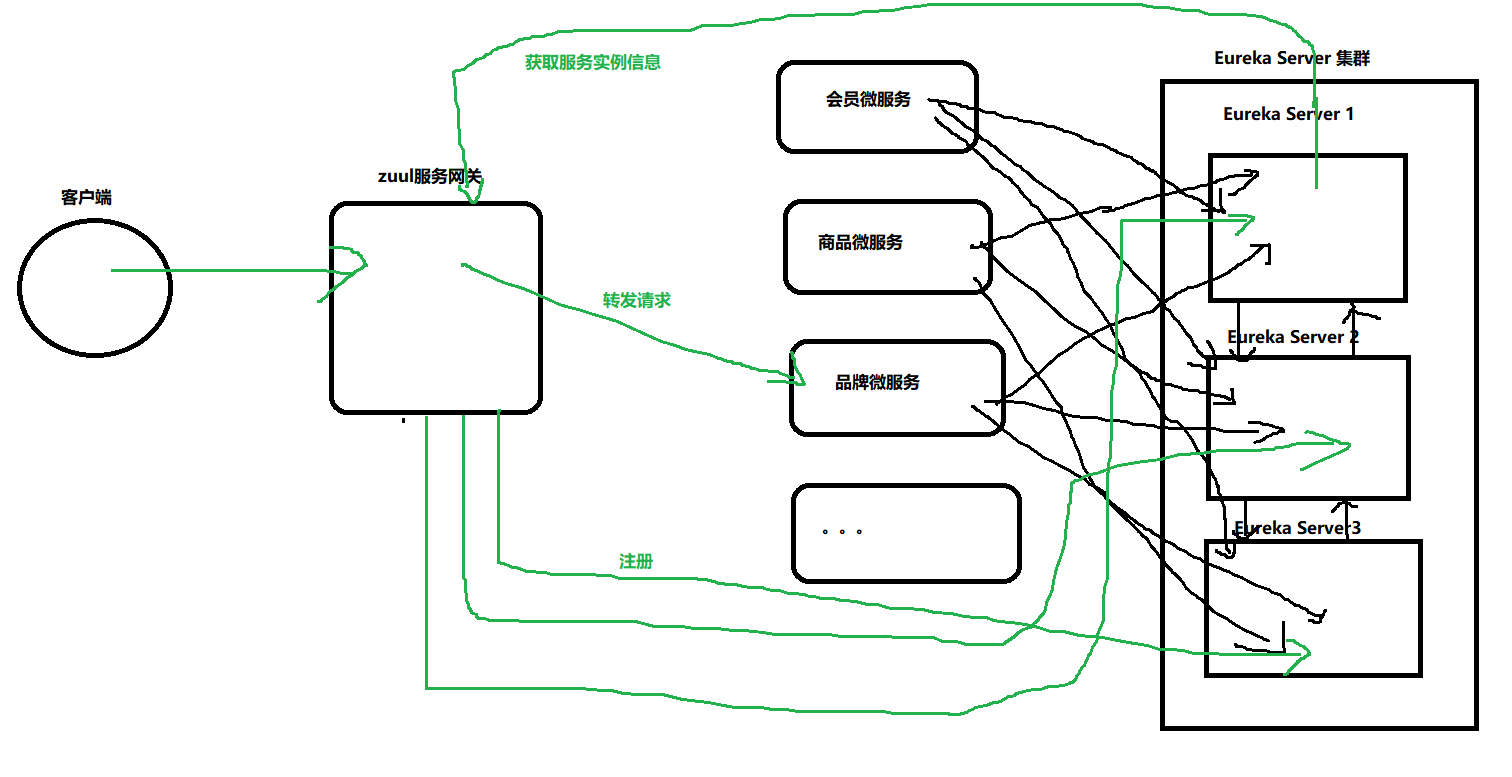 客户端
zuul服务网关
获取服务实例信息
转发请求
注册
会员微服务
商品微服务
品牌微服务
。。。
Eureka Server 集群
Eureka Server 1
Eureka Server 2
Eureka Server3